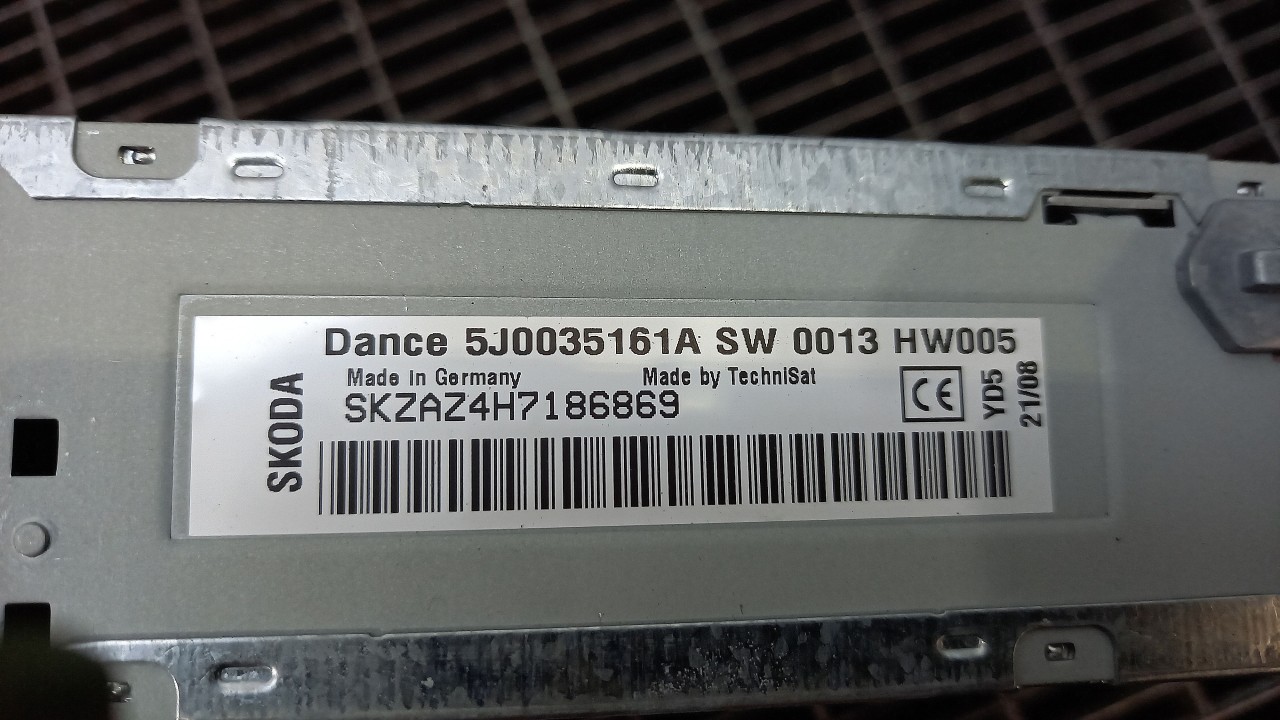 Dance 5J0035161A SW 0013 HW005
Made in Germany
Made by TechniSat
SKZAZ4H7186869
SKODA
CE
YD5
21/08